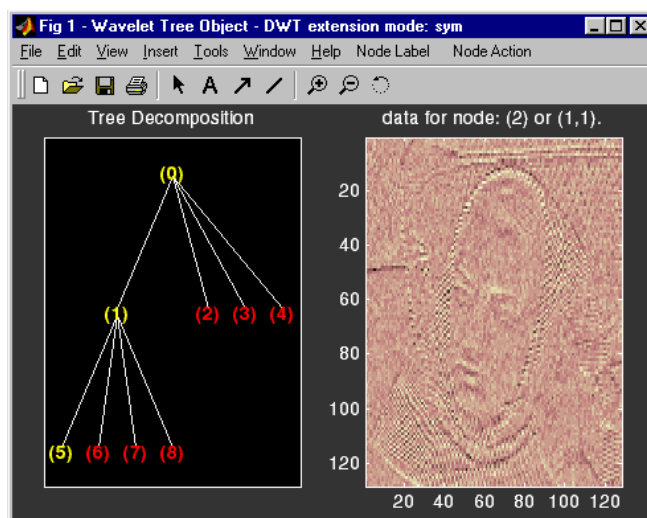 Fig 1 - Wavelet Tree Object - DWT extension mode: sym
File Edit View Insert Tools Window Help Node Label Node Action
A
Tree Decomposition
data for node: (2) or (1,1).
(0)
(1) (2) (3) (4)
(5) (6) (7) (8)
20
40
60
80
100
120
20 40 60 80 100 120